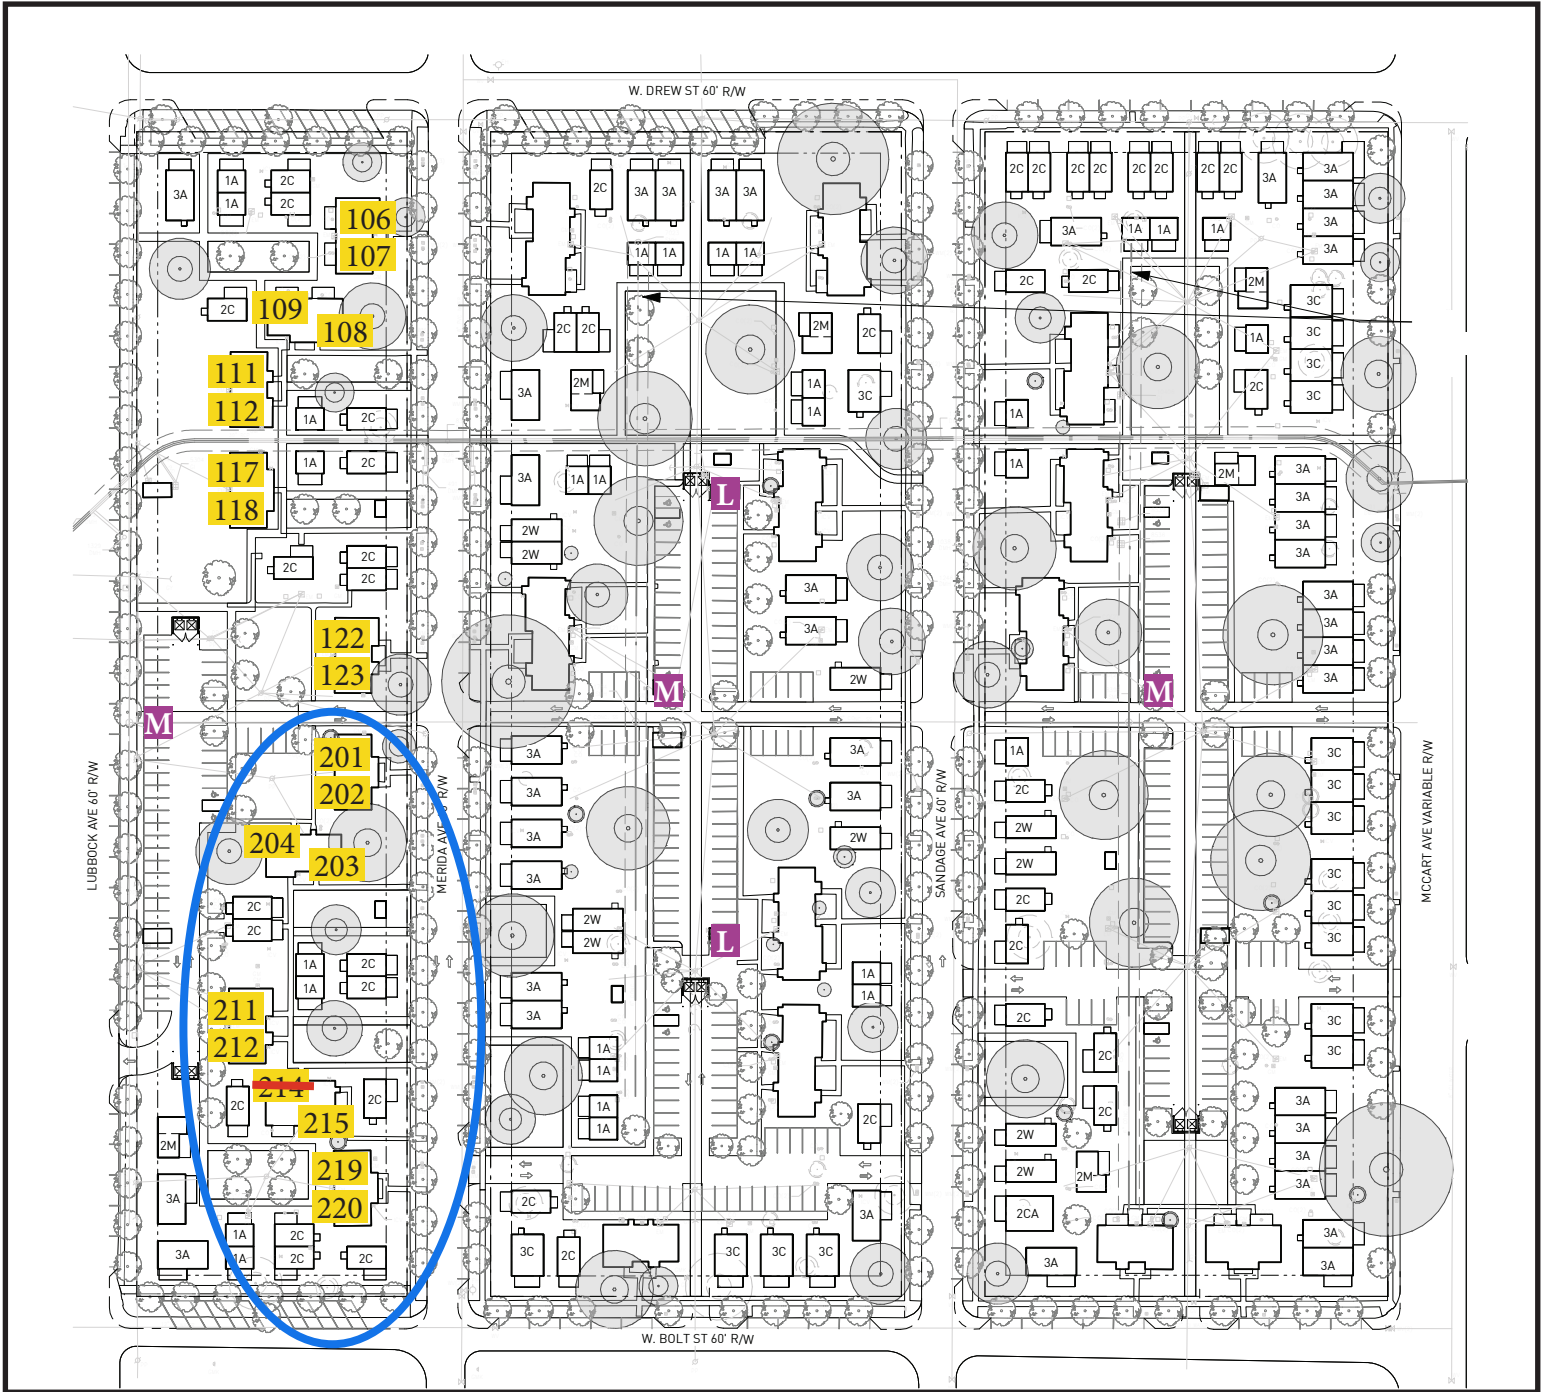 W. DREW ST 60' R/W
3A 1A 2C 2C 3A 3A 3A 3A 2C 2C 2C 2C 2C 2C 2C 2C 3A 3A
1A 2C 3A
106 3A
3A 1A 1A 1A 3A
107 1A 1A 1A 1A 3A
2C 2C 2M
109 2C 3C
108 2C 2C 2M 2C 3C
1A
111 3C
3A 2M 1A 3C 2C 3C
112 1A 2C 1A 1A
117 1A 2C 3A 1A 1A 1A 2M 3A
118 L 3A
2W 3A
2C 2C 2W 3A
2C 3A 3A
122 3A 3A
123 3A
M 2W M 3A
M
201 3A 3A 1A 3C
202 3A 3A 2C 3C
LUBBOCK AVE 60' R/W
MERIDA AVE 60' R/W
SANDAGE AVE 60' R/W
MCCART AVE VARIABLE R/W
204 3A 2W 2W 3C
203 3A 2W 3C
2C 2W 2C 3C
2C 2W L 2C 3C
1A 2C 3A 1A
1A 2C 3A 1A
211 2C 3C
212 1A 2C 3C
214 1A
2C 2C 1A 2C 3A
215 1A 2C 2W 3A
2M 3A
219 2W 2M 3A
3A 220 2C 3A 2CA
1A 2C 3A
3A 1A 2C 2C 3C 2C 3C 3C 3C 3A 3A
W. BOLT ST 60' R/W